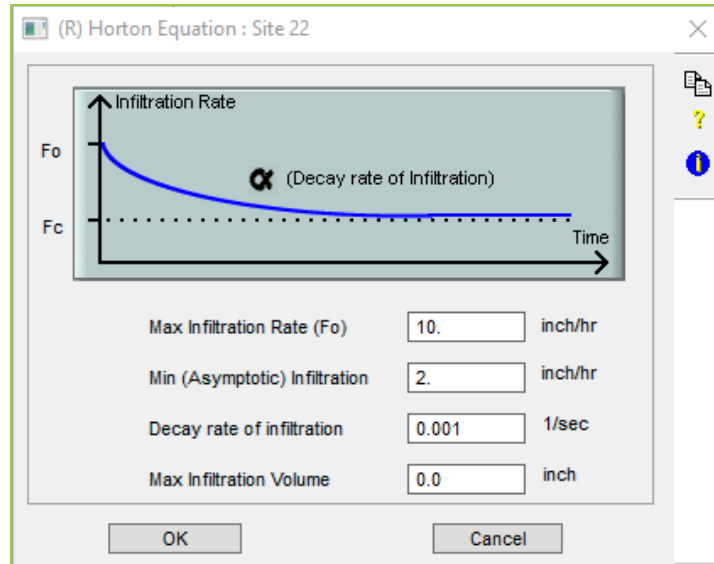 (R) Horton Equation : Site 22
Infiltration Rate
Fo
α (Decay rate of Infiltration)
Fc
Time
Max Infiltration Rate (Fo) 10. inch/hr
Min (Asymptotic) Infiltration 2. inch/hr
Decay rate of infiltration 0.001 1/sec
Max Infiltration Volume 0.0 inch
OK Cancel
?
i